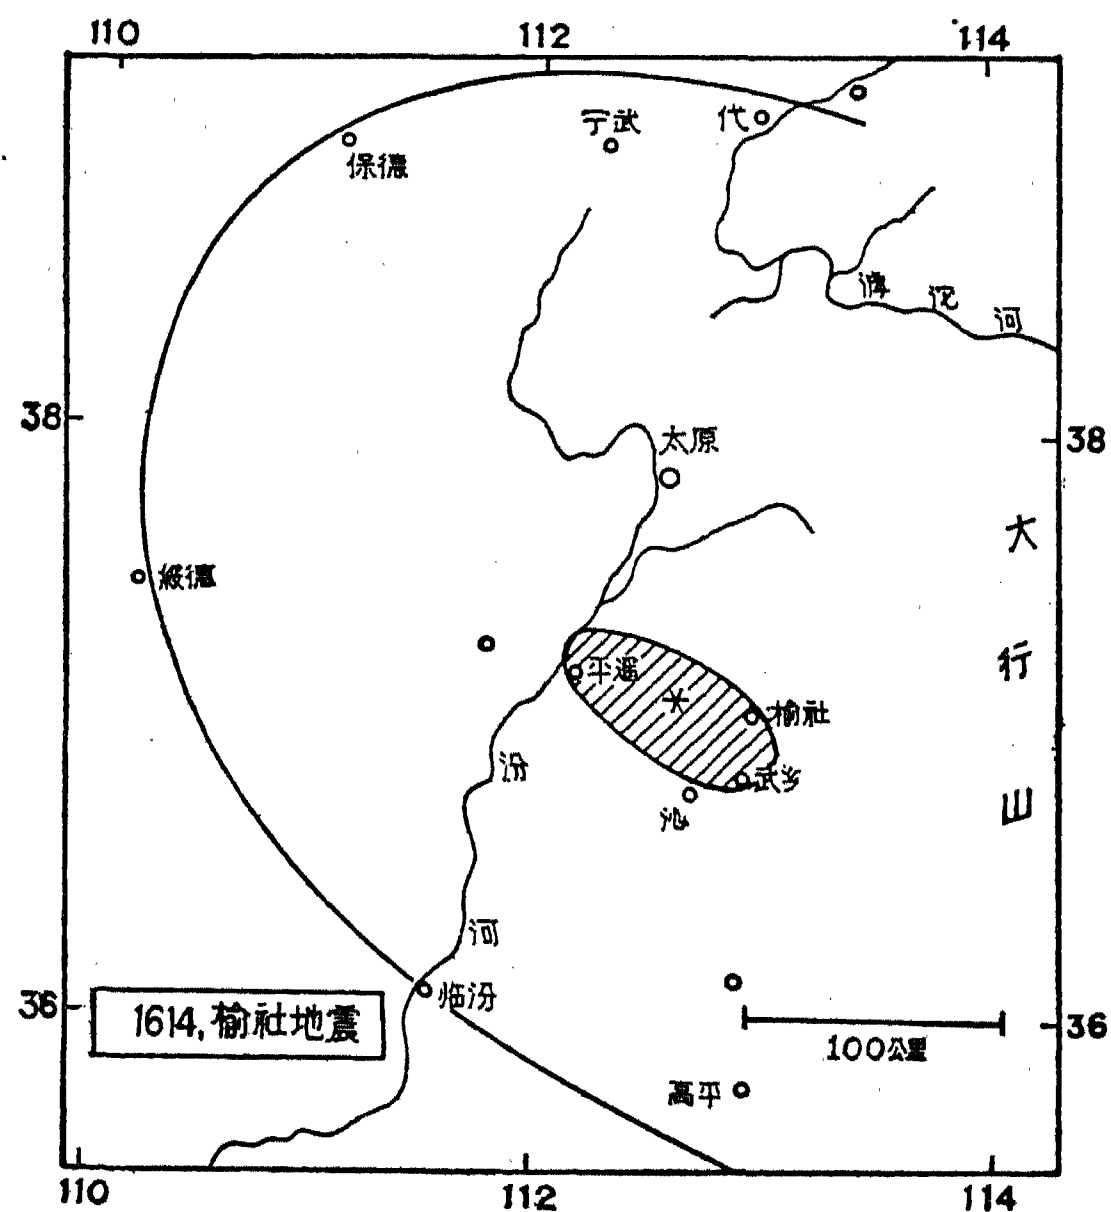 110 112 114
宁武
代
保德
滹沱河
38
太原
38
大
绥德
行
平遥
榆社
汾
武乡
山
沁
河
36
临汾
1614, 榆社地震
36
100公里
高平
110 112 114